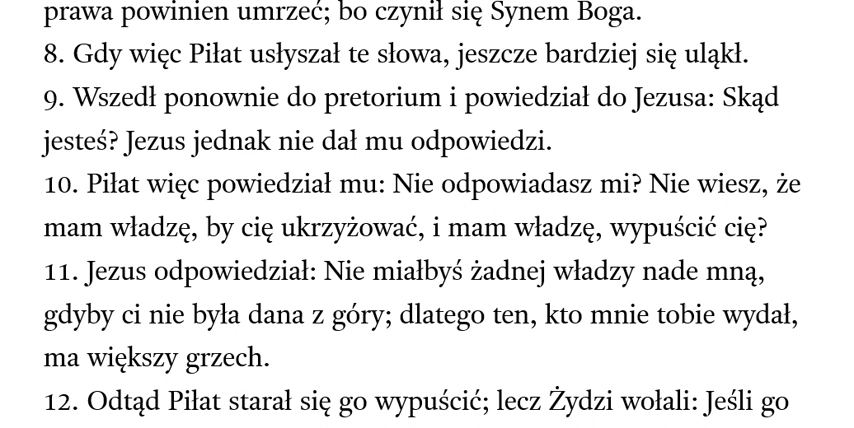 prawa powinien umrzeć; bo czynił się Synem Boga.
8. Gdy więc Piłat usłyszał te słowa, jeszcze bardziej się uląkł.
9. Wszedł ponownie do pretorium i powiedział do Jezusa: Skąd
jesteś? Jezus jednak nie dał mu odpowiedzi.
10. Piłat więc powiedział mu: Nie odpowiadasz mi? Nie wiesz, że
mam władzę, by cię ukrzyżować, i mam władzę, wypuścić cię?
11. Jezus odpowiedział: Nie miałbyś żadnej władzy nade mną,
gdyby ci nie była dana z góry; dlatego ten, kto mnie tobie wydał,
ma większy grzech.
12. Odtąd Piłat starał się go wypuścić; lecz Żydzi wołali: Jeśli go